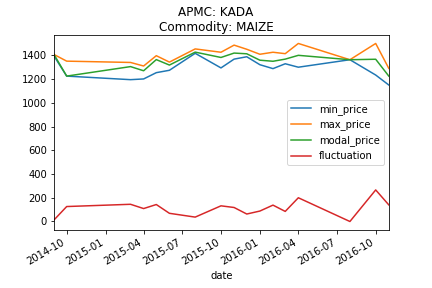 APMC: KADA
Commodity: MAIZE
1400
1200
1000
800
600
400
200
0
min_price
max_price
modal_price
fluctuation
2014-10
2015-01
2015-04
2015-07
2015-10
2016-01
2016-04
2016-07
2016-10
date